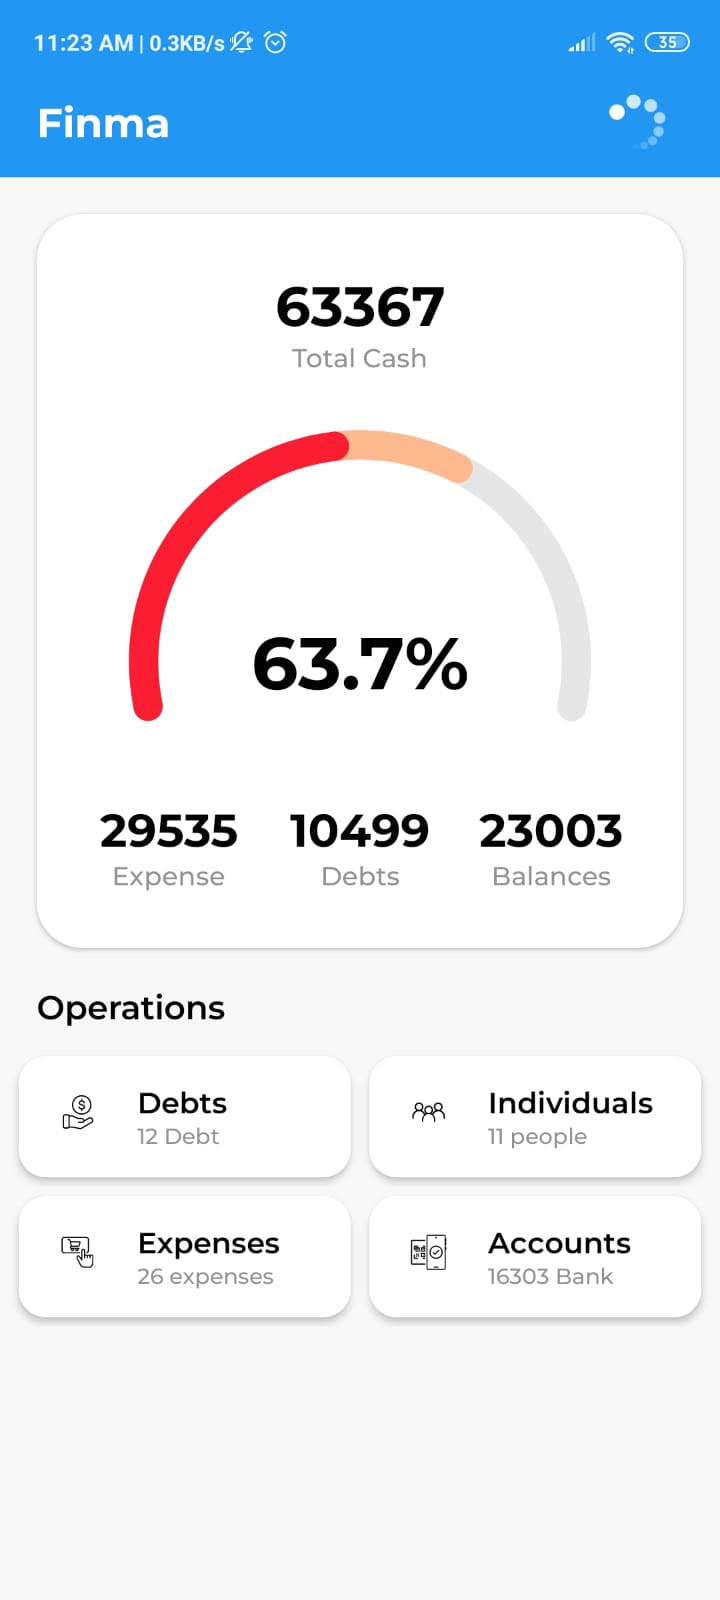 11:23 AM | 0.3KB/s
35
Finma
63367
Total Cash
63.7%
29535 10499 23003
Expense Debts Balances
Operations
Debts Individuals
12 Debt 11 people
Expenses Accounts
26 expenses 16303 Bank